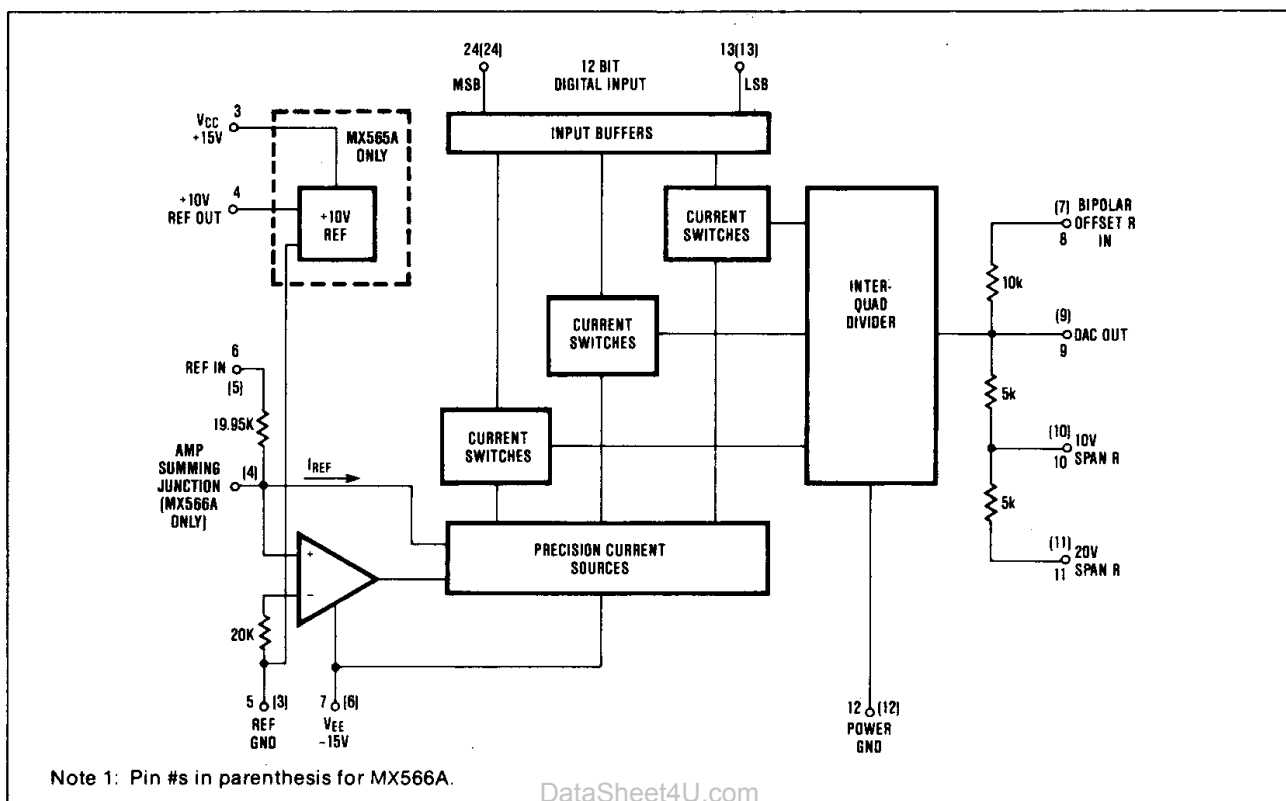 24(24)
13(13)
12 BIT
DIGITAL INPUT
MSB
LSB
INPUT BUFFERS
VCC
+15V
3
MX565A
ONLY
+10V
REF OUT
4
+10V
REF
CURRENT
SWITCHES
CURRENT
SWITCHES
CURRENT
SWITCHES
INTER-
QUAD
DIVIDER
(7) BIPOLAR
OFFSET R
8 IN
10k
(9)
DAC OUT
9
5k
(10) 10V
10 SPAN R
5k
(11) 20V
11 SPAN R
6
REF IN
(5)
19.95K
AMP
SUMMING
JUNCTION
(MX566A
ONLY)
(4)
IREF
+
−
PRECISION CURRENT
SOURCES
20K
5 (3)
REF
GND
7 (6)
VEE
-15V
12 (12)
POWER
GND
Note 1: Pin #s in parenthesis for MX566A.
DataSheet4U.com